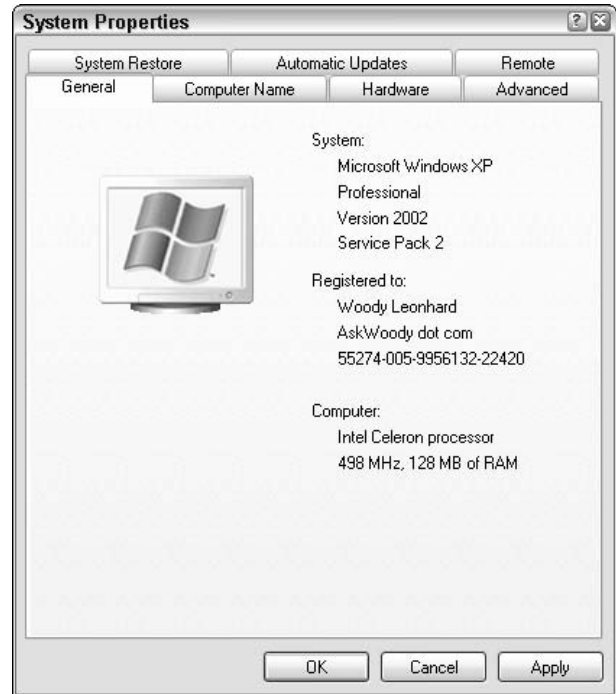 System Properties
System Restore
Automatic Updates
Remote
General
Computer Name
Hardware
Advanced
System:
Microsoft Windows XP
Professional
Version 2002
Service Pack 2
Registered to:
Woody Leonhard
AskWoody dot com
55274-005-9956132-22420
Computer:
Intel Celeron processor
498 MHz, 128 MB of RAM
OK
Cancel
Apply